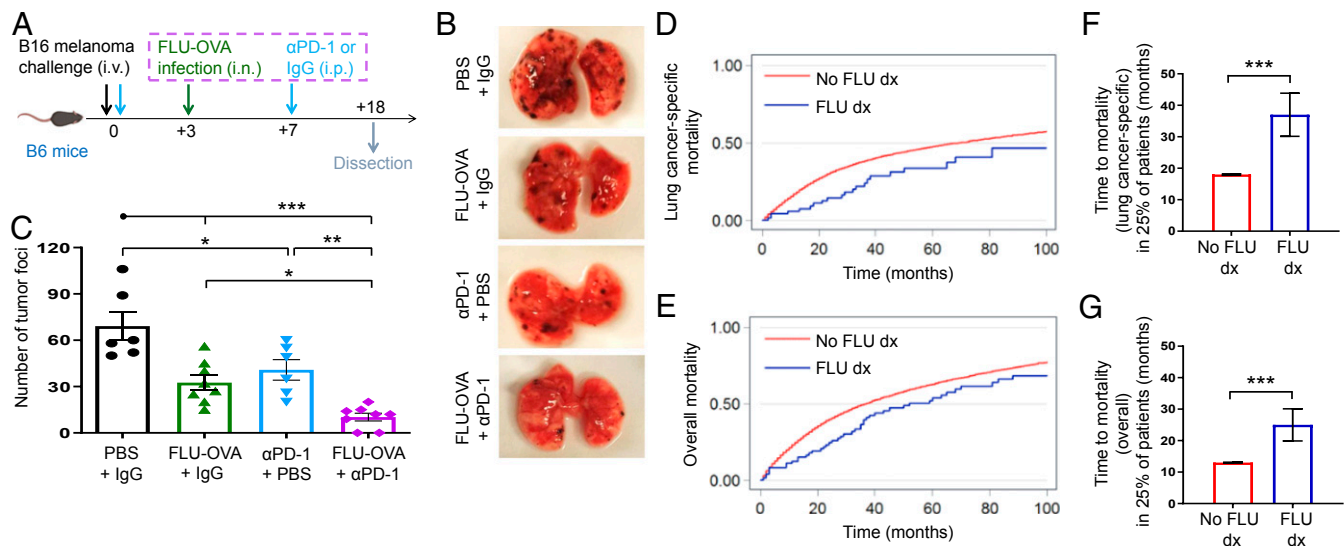 A
B16 melanoma
challenge (i.v.)
FLU-OVA
infection (i.n.)
αPD-1 or
IgG (i.p.)
0
+3
+7
+18
B6 mice
Dissection
B
PBS
+ IgG
FLU-OVA
+ IgG
αPD-1
+ PBS
FLU-OVA
+ αPD-1
C
***
*
**
*
Number of tumor foci
120
90
60
30
0
PBS
+ IgG
FLU-OVA
+ IgG
αPD-1
+ PBS
FLU-OVA
+ αPD-1
D
Lung cancer-specific
mortality
1.00
0.50
0.00
No FLU dx
FLU dx
0 20 40 60 80 100
Time (months)
E
Overall mortality
1.00
0.50
0.00
No FLU dx
FLU dx
0 20 40 60 80 100
Time (months)
F
Time to mortality
(lung cancer-specific)
in 25% of patients (months)
50
40
30
20
10
0
***
No FLU
dx
FLU
dx
G
Time to mortality
(overall)
in 25% of patients (months)
50
40
30
20
10
0
***
No FLU
dx
FLU
dx